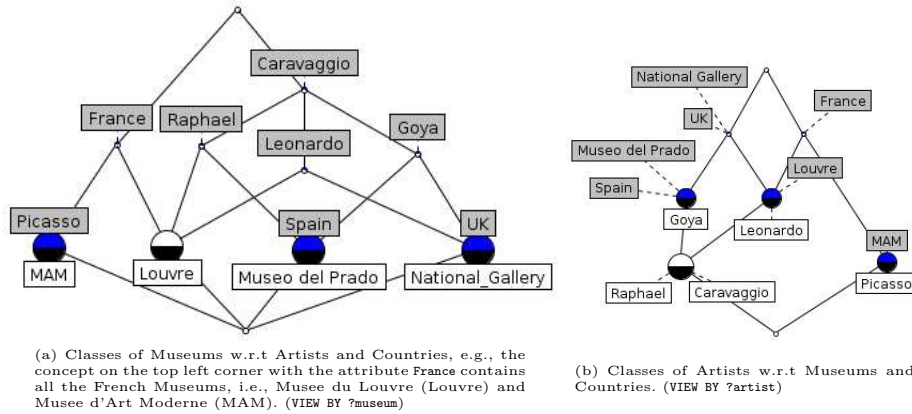 Caravaggio
France
Raphael
Leonardo
Goya
Picasso
Spain
UK
MAM
Louvre
Museo del Prado
National_Gallery
(a) Classes of Museums w.r.t Artists and Countries, e.g., the
concept on the top left corner with the attribute France contains
all the French Museums, i.e., Musee du Louvre (Louvre) and
Musee d'Art Moderne (MAM). (VIEW BY ?museum)
National Gallery
France
UK
Museo del Prado
Louvre
Spain
Goya
Leonardo
MAM
Picasso
Raphael
Caravaggio
(b) Classes of Artists w.r.t Museums and
Countries. (VIEW BY ?artist)